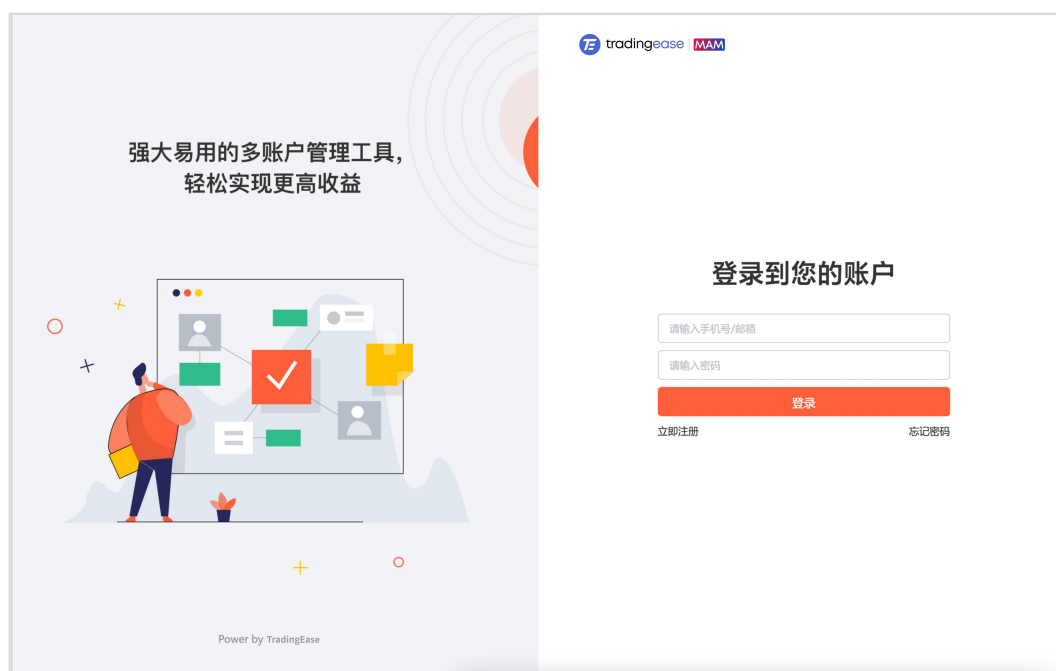 强大易用的多账户管理工具，
轻松实现更高收益
Power by TradingEase
TE tradingease MAM
登录到您的账户
请输入手机号/邮箱
请输入密码
登录
立即注册 忘记密码